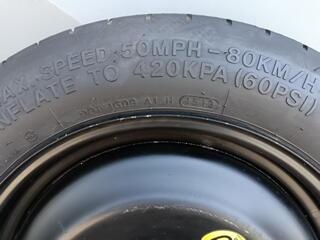 MAX. SPEED 50MPH-80KM/H
INFLATE TO 420KPA(60PSI)